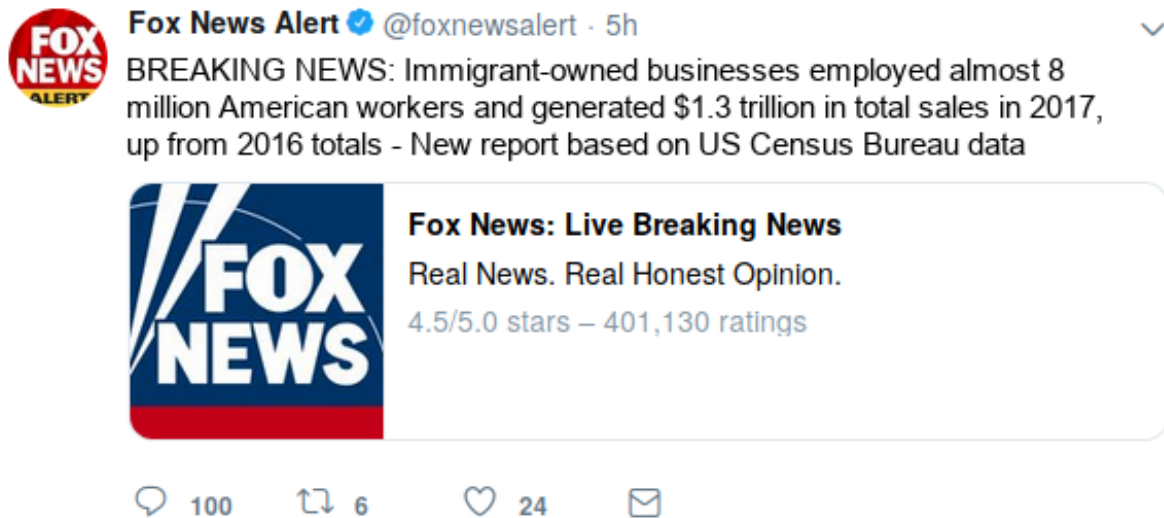 FOX
NEWS
ALERT
Fox News Alert @foxnewsalert · 5h
BREAKING NEWS: Immigrant-owned businesses employed almost 8
million American workers and generated $1.3 trillion in total sales in 2017,
up from 2016 totals - New report based on US Census Bureau data
FOX
NEWS
Fox News: Live Breaking News
Real News. Real Honest Opinion.
4.5/5.0 stars – 401,130 ratings
100 6 24